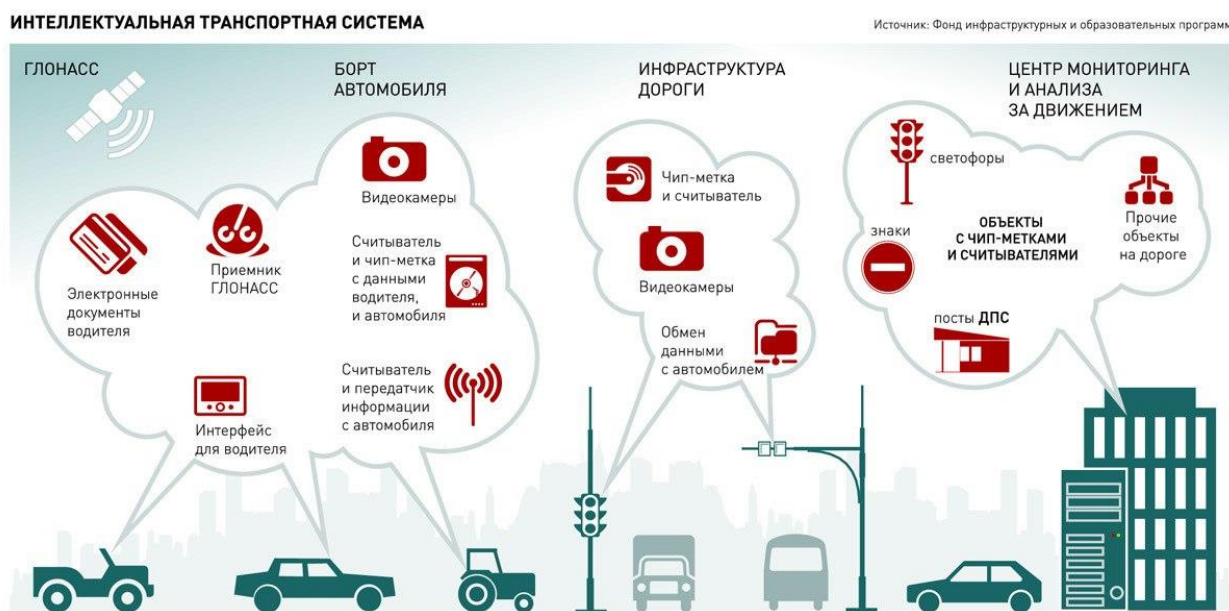 ИНТЕЛЛЕКТУАЛЬНАЯ ТРАНСПОРТНАЯ СИСТЕМА
Источник: Фонд инфраструктурных и образовательных программ
ГЛОНАСС
БОРТ
АВТОМОБИЛЯ
ИНФРАСТРУКТУРА
ДОРОГИ
ЦЕНТР МОНИТОРИНГА
И АНАЛИЗА
ЗА ДВИЖЕНИЕМ
Электронные
документы
водителя
Приемник
ГЛОНАСС
Интерфейс
для водителя
Видеокамеры
Считыватель
и чип-метка
с данными
водителя,
и автомобиля
Считыватель
и передатчик
информации
с автомобиля
Чип-метка
и считыватель
Видеокамеры
Обмен
данными
с автомобилем
светофоры
знаки
ОБЪЕКТЫ
С ЧИП-МЕТКАМИ
И СЧИТЫВАТЕЛЯМИ
Прочие
объекты
на дороге
посты ДПС